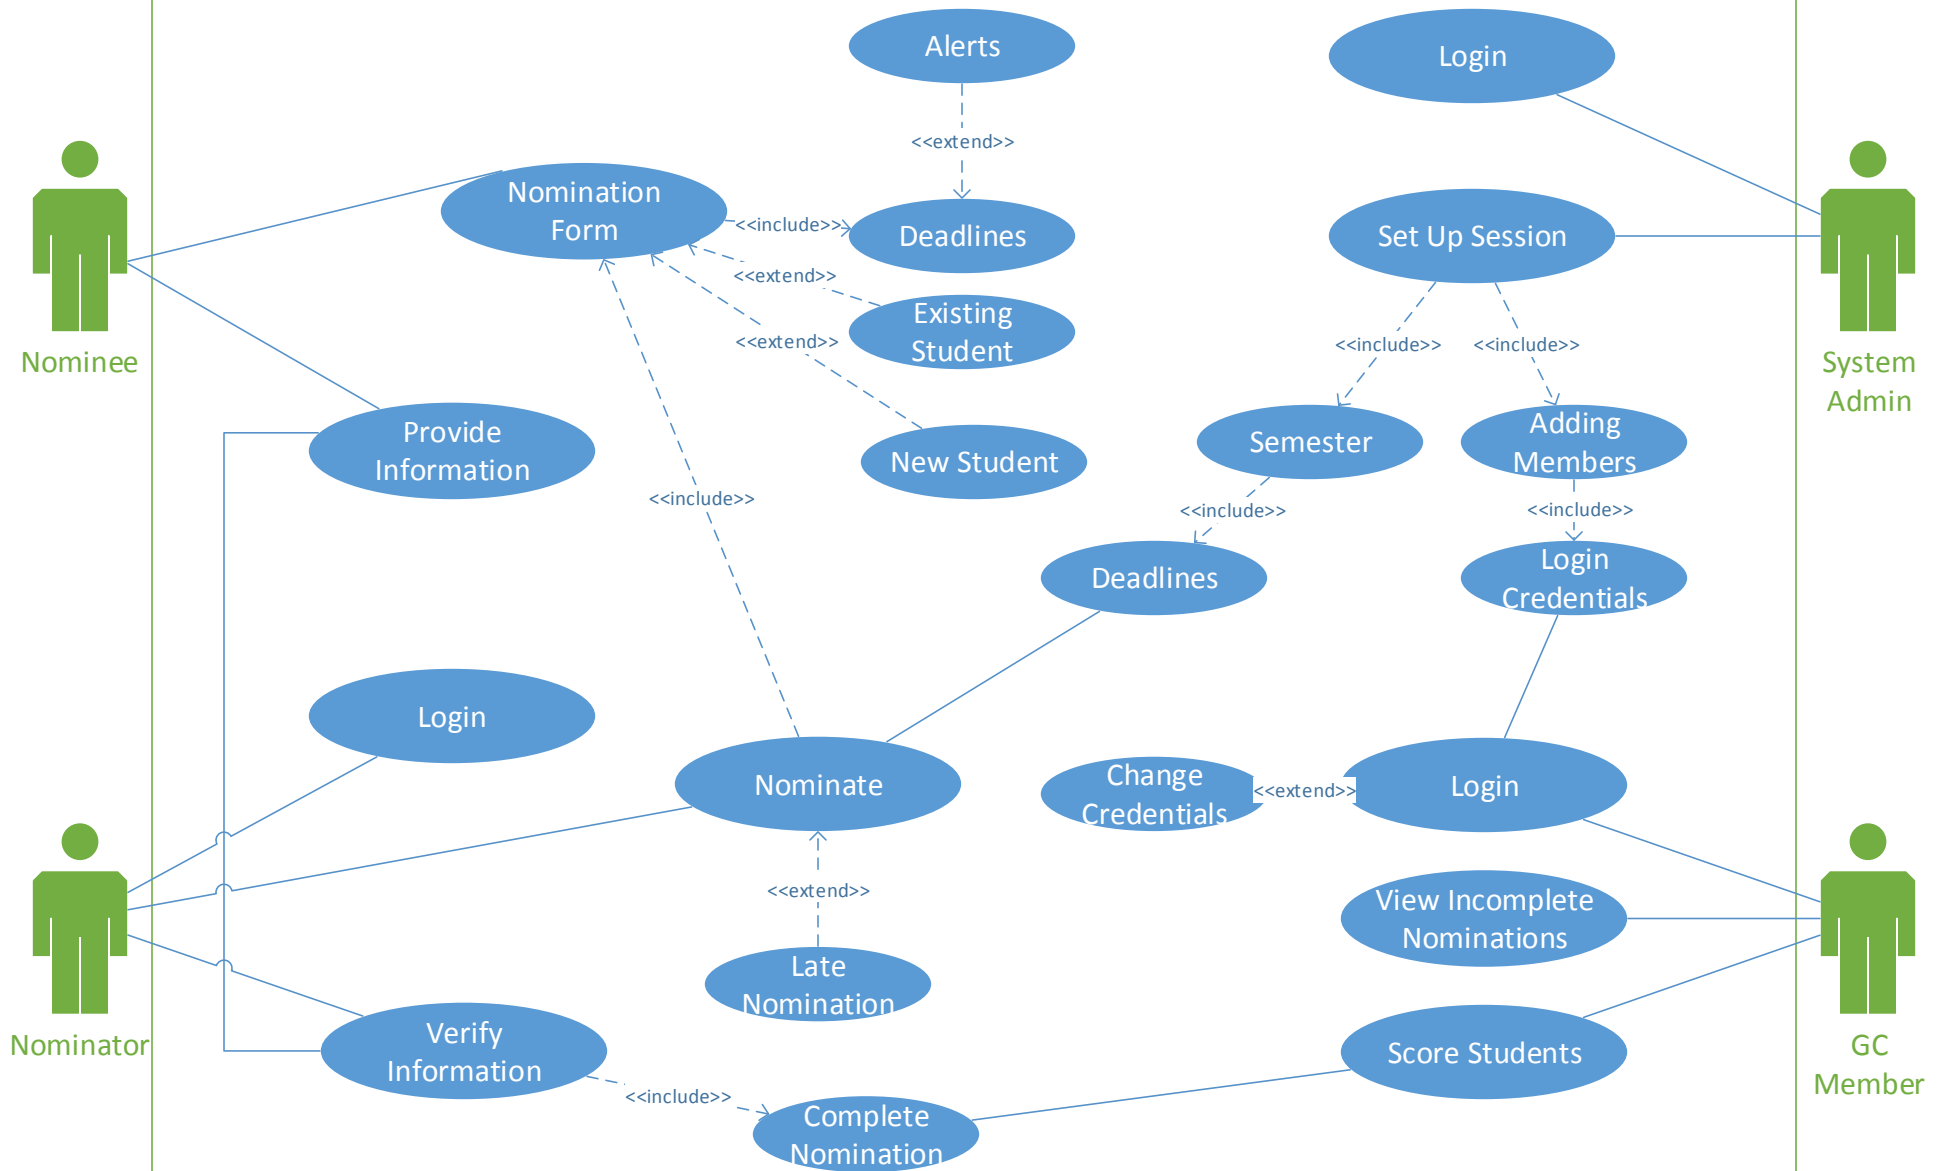 Alerts
Login
<<extend>>
Nomination
Form
<<include>>
Deadlines
Set Up Session
<<extend>>
Existing
Student
<<extend>>
<<include>>
<<include>>
Nominee
System
Admin
Provide
Information
New Student
Semester
Adding
Members
<<include>>
<<include>>
<<include>>
Deadlines
Login
Credentials
Login
Nominate
Change
Credentials
<<extend>>
Login
<<extend>>
View Incomplete
Nominations
Late
Nomination
Nominator
Verify
Information
Score Students
GC
Member
<<include>>
Complete
Nomination